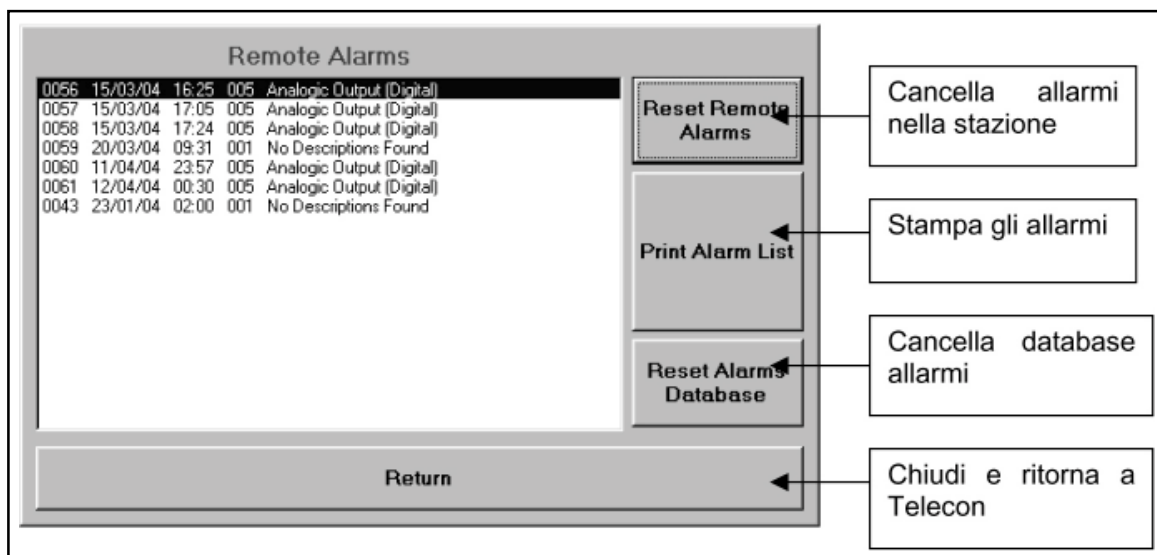 Remote Alarms
0056 15/03/04 16:25 005 Analogic Output (Digital)
0057 15/03/04 17:05 005 Analogic Output (Digital)
0058 15/03/04 17:24 005 Analogic Output (Digital)
0059 20/03/04 09:31 001 No Descriptions Found
0060 11/04/04 23:57 005 Analogic Output (Digital)
0061 12/04/04 00:30 005 Analogic Output (Digital)
0043 23/01/04 02:00 001 No Descriptions Found
Reset Remote
Alarms
Cancella allarmi
nella stazione
Print Alarm List
Stampa gli allarmi
Reset Alarms
Database
Cancella database
allarmi
Return
Chiudi e ritorna a
Telecon